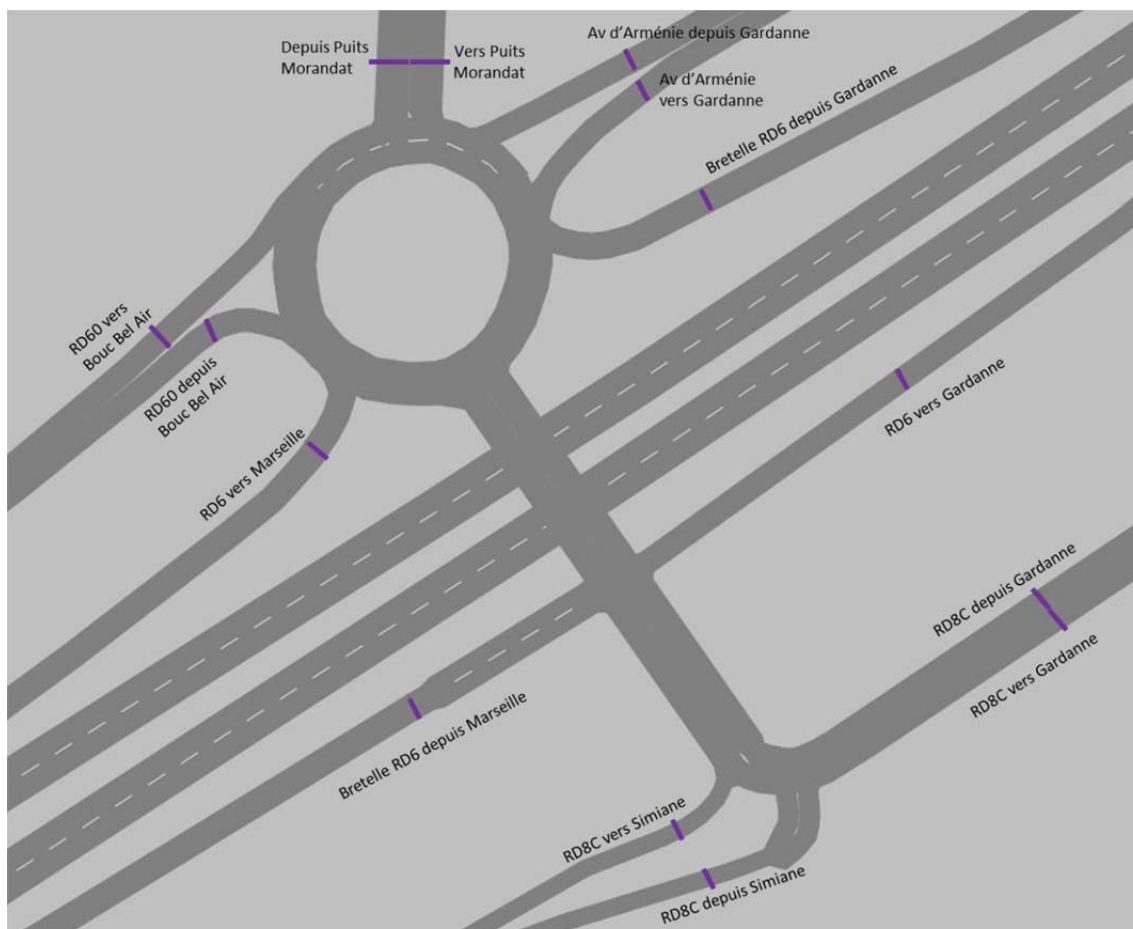 Depuis Puits
Morandat
Vers Puits
Morandat
Av d'Arménie depuis Gardanne
Av d'Arménie
vers Gardanne
Bretelle RD6 depuis Gardanne
RD60 vers
Bouc Bel Air
RD60 depuis
Bouc Bel Air
RD6 vers Marseille
RD6 vers Gardanne
RD8C depuis Gardanne
RD8C vers Gardanne
Bretelle RD6 depuis Marseille
RD8C vers Simiane
RD8C depuis Simiane